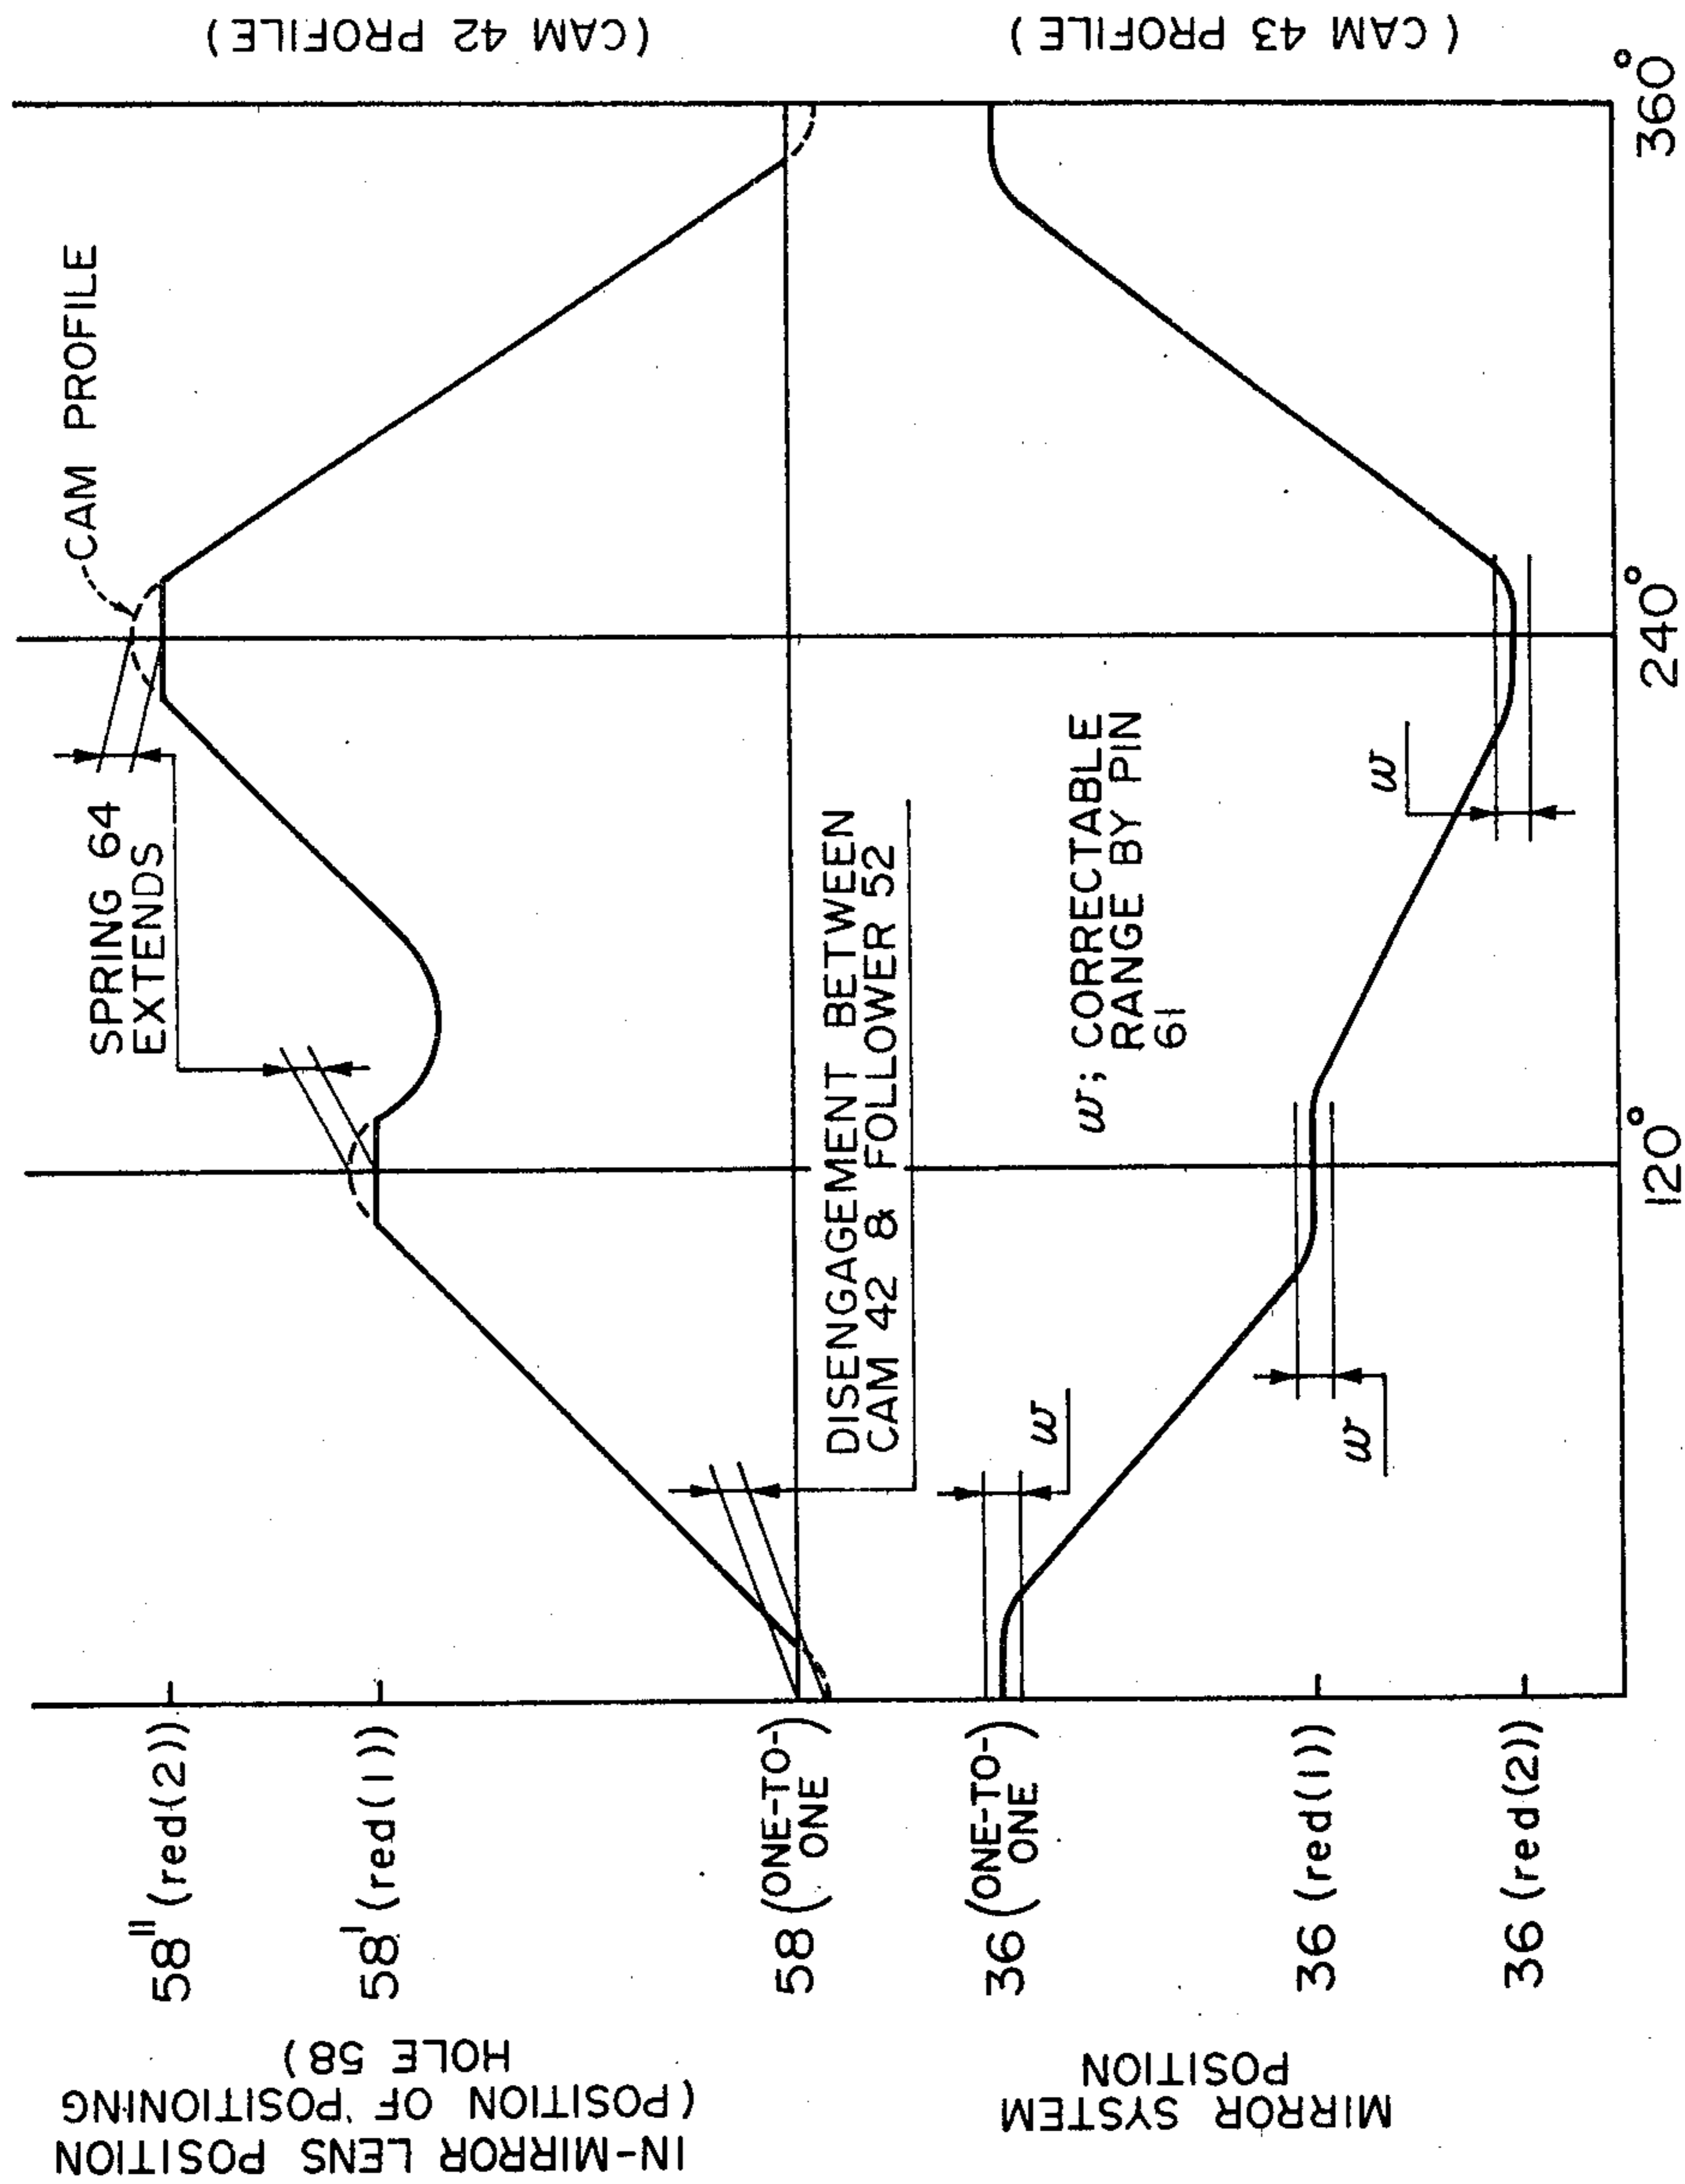 IN-MIRROR LENS POSITION
(POSITION OF POSITIONING
HOLE 58)
58" (red(2))
58' (red(1))
58 (ONE-TO-
ONE)
MIRROR SYSTEM
POSITION
36 (ONE-TO-
ONE)
36 (red(1))
36 (red(2))
SPRING 64
EXTENDS
CAM PROFILE
DISENGAGEMENT BETWEEN
CAM 42 & FOLLOWER 52
w
w
w
w; CORRECTABLE
RANGE BY PIN
61
120°
240°
360°
(CAM 42 PROFILE)
(CAM 43 PROFILE)